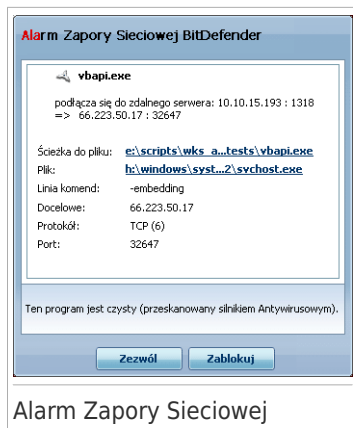 Alarm Zapory Sieciowej BitDefender
vbapi.exe
podłącza się do zdalnego serwera: 10.10.15.193 : 1318
=> 66.223.50.17 : 32647
Ścieżka do pliku: e:\scripts\wks_a...tests\vbapi.exe
Plik: h:\windows\syst...2\svchost.exe
Linia komend: -embedding
Docelowe: 66.223.50.17
Protokół: TCP (6)
Port: 32647
Ten program jest czysty (przeskanowany silnikiem Antywirusowym).
Zezwól Zablokuj
Alarm Zapory Sieciowej